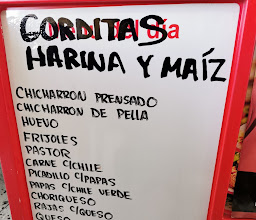 GORDITAS
HARINA Y MAÍZ
CHICHARRON PRENSADO
CHICHARRON DE PELLA
HUEVO
FRIJOLES
PASTOR
CARNE C/CHILE
PICADILLO C/PAPAS
PAPAS C/CHILE VERDE
CHORIQUESO
RAJAS C/QUESO
QUESO